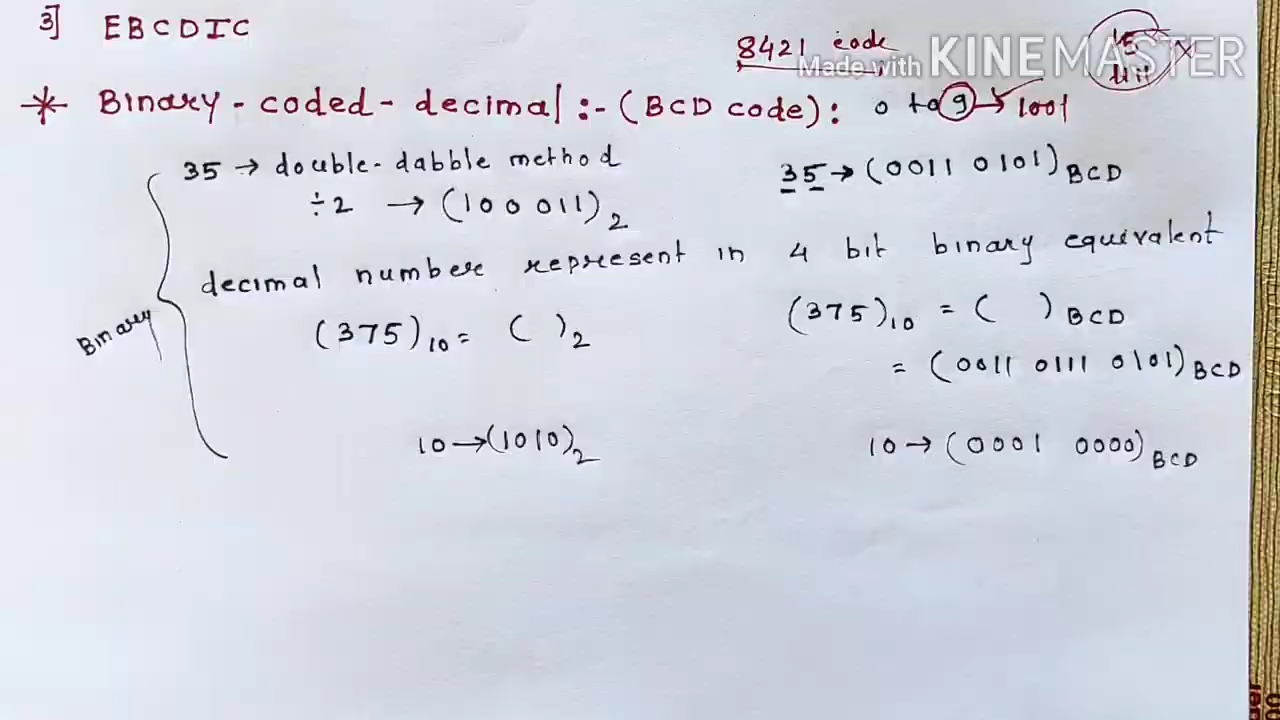 3] EBCDIC
8421 code
Made with KINEMASTER
15
* Binary-coded-decimal:- (BCD code): 0 to 9 → 1001
35 → double-dabble method
÷2 → (100011)2
35 → (0011 0101)BCD
decimal number represent in 4 bit binary equivalent
Binary
(375)10 = ( )2
(375)10 = ( )BCD
= (0011 0111 0101)BCD
10 → (1010)2
10 → (0001 0000)BCD